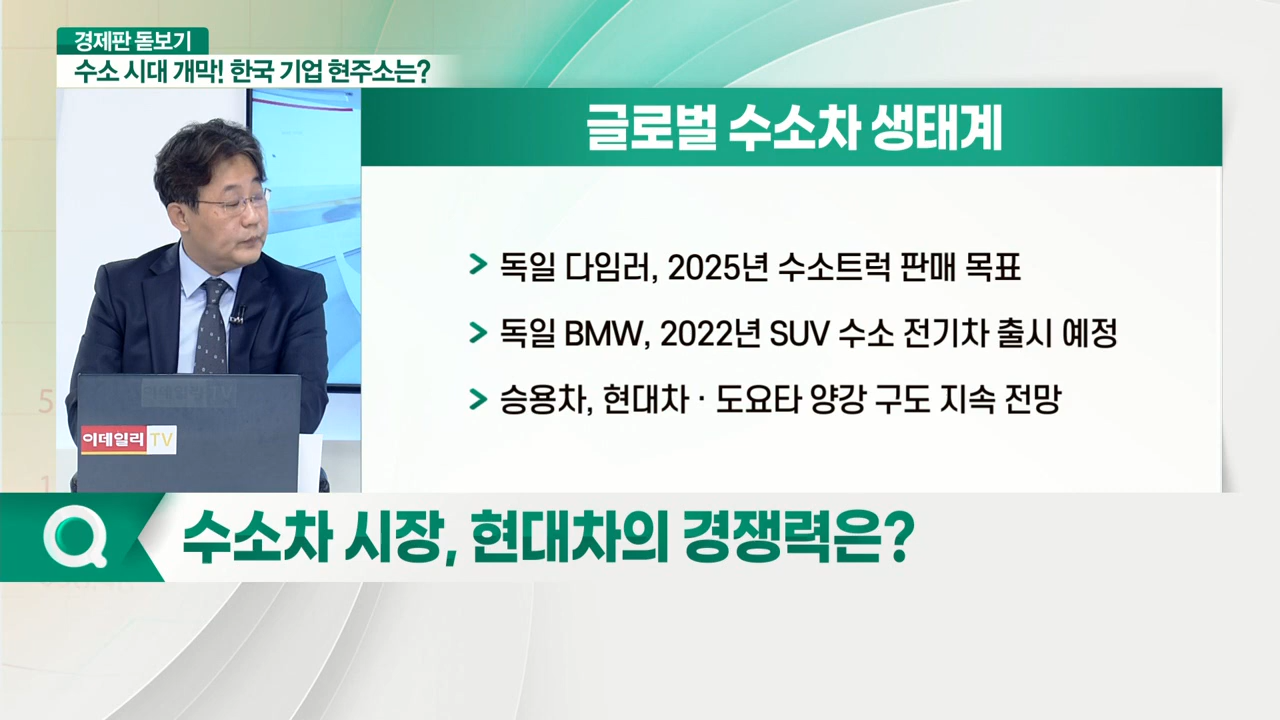 경제판 돋보기
수소 시대 개막! 한국 기업 현주소는?
글로벌 수소차 생태계
독일 다임러, 2025년 수소트럭 판매 목표
독일 BMW, 2022년 SUV 수소 전기차 출시 예정
승용차, 현대차 · 도요타 양강 구도 지속 전망
이데일리 TV
5
1
Q 수소차 시장, 현대차의 경쟁력은?